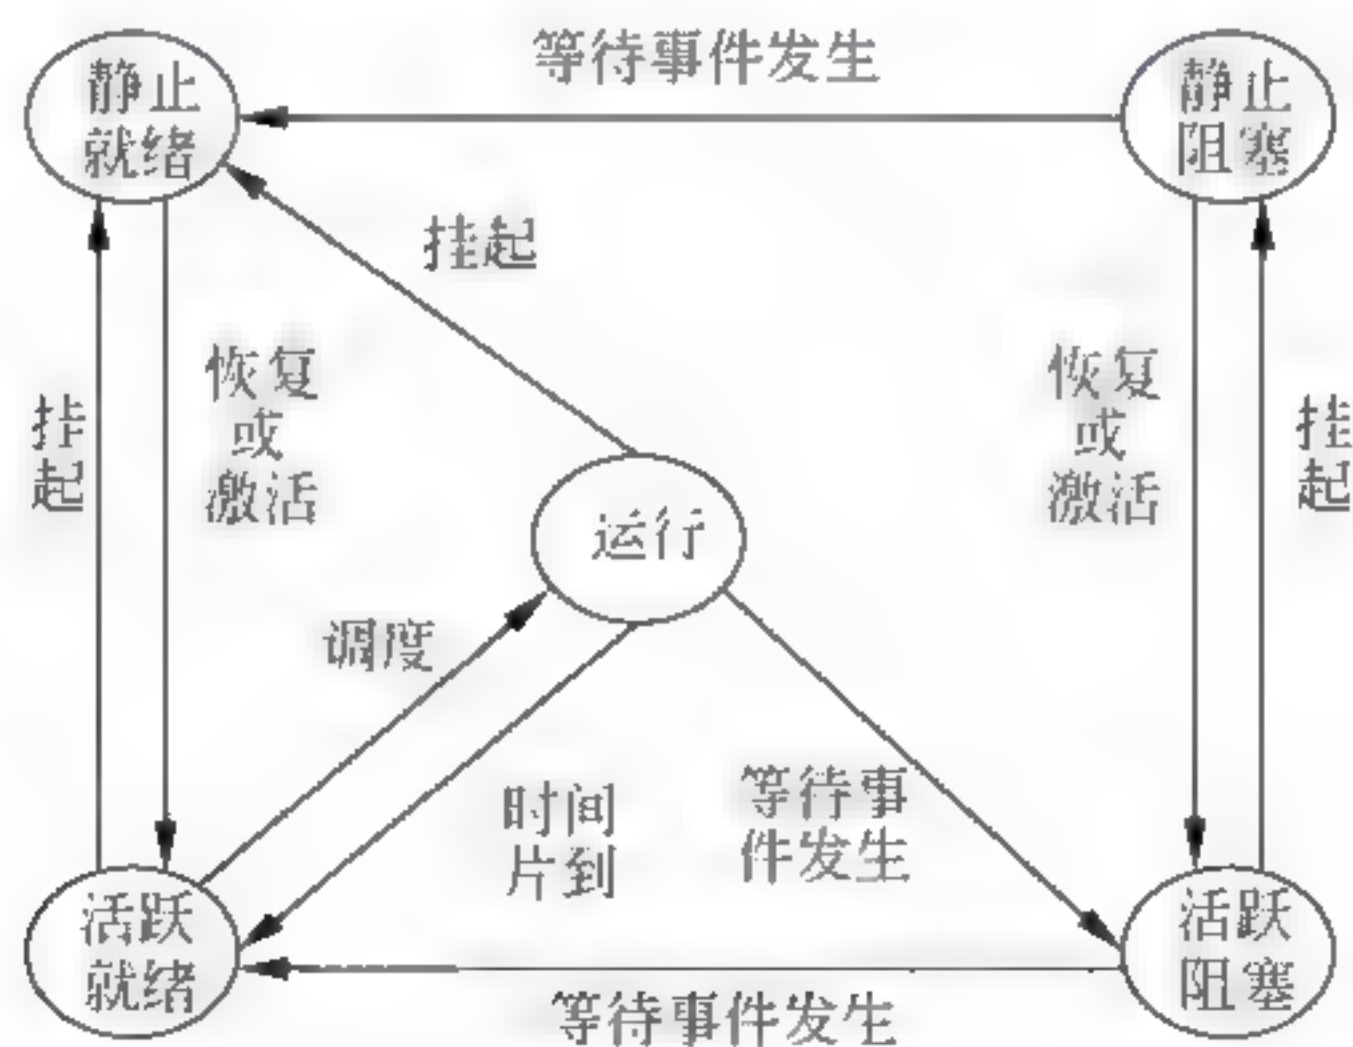 等待事件发生
静止
就绪
静止
阻塞
挂起
挂
起
恢复
或
激活
恢复
或
激活
挂
起
运行
调度
时间
片到
等待事
件发生
活跃
就绪
活跃
阻塞
等待事件发生